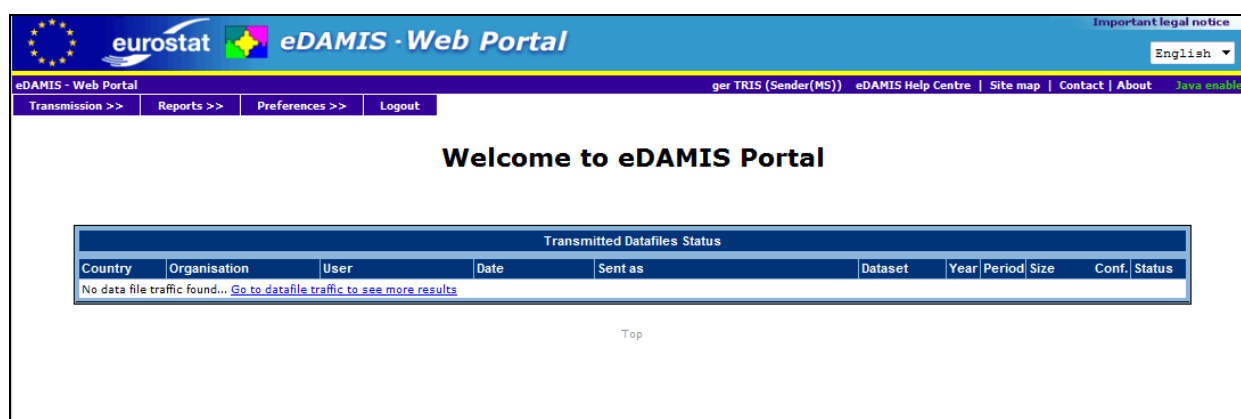 Important legal notice
eurostat eDAMIS · Web Portal
English
eDAMIS - Web Portal ger TRIS (Sender(MS)) eDAMIS Help Centre | Site map | Contact | About Java enable
Transmission >> Reports >> Preferences >> Logout
Welcome to eDAMIS Portal
Transmitted Datafiles Status
Country Organisation User Date Sent as Dataset Year Period Size Conf. Status
No data file traffic found... Go to datafile traffic to see more results
Top